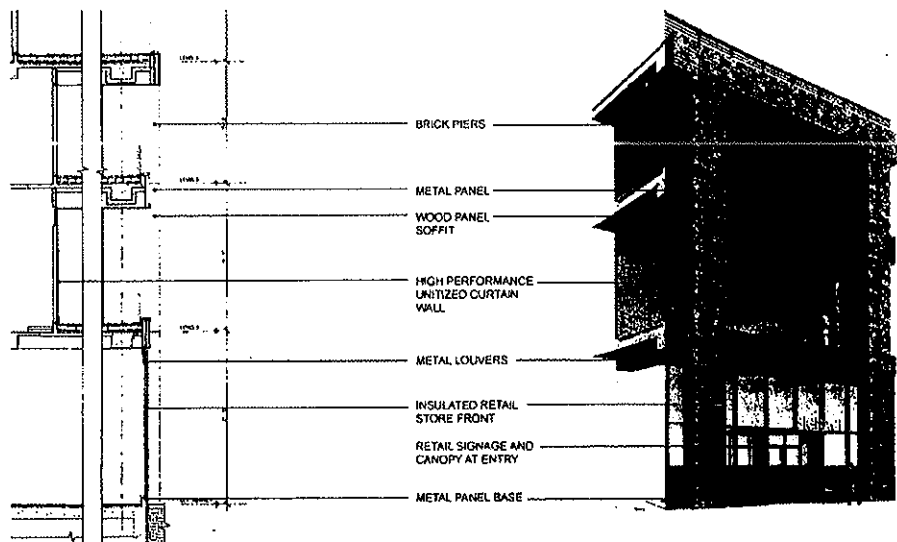 BRICK PIERS
METAL PANEL
WOOD PANEL
SOFFIT
HIGH PERFORMANCE
UNITIZED CURTAIN
WALL
METAL LOUVERS
INSULATED RETAIL
STORE FRONT
RETAIL SIGNAGE AND
CANOPY AT ENTRY
METAL PANEL BASE